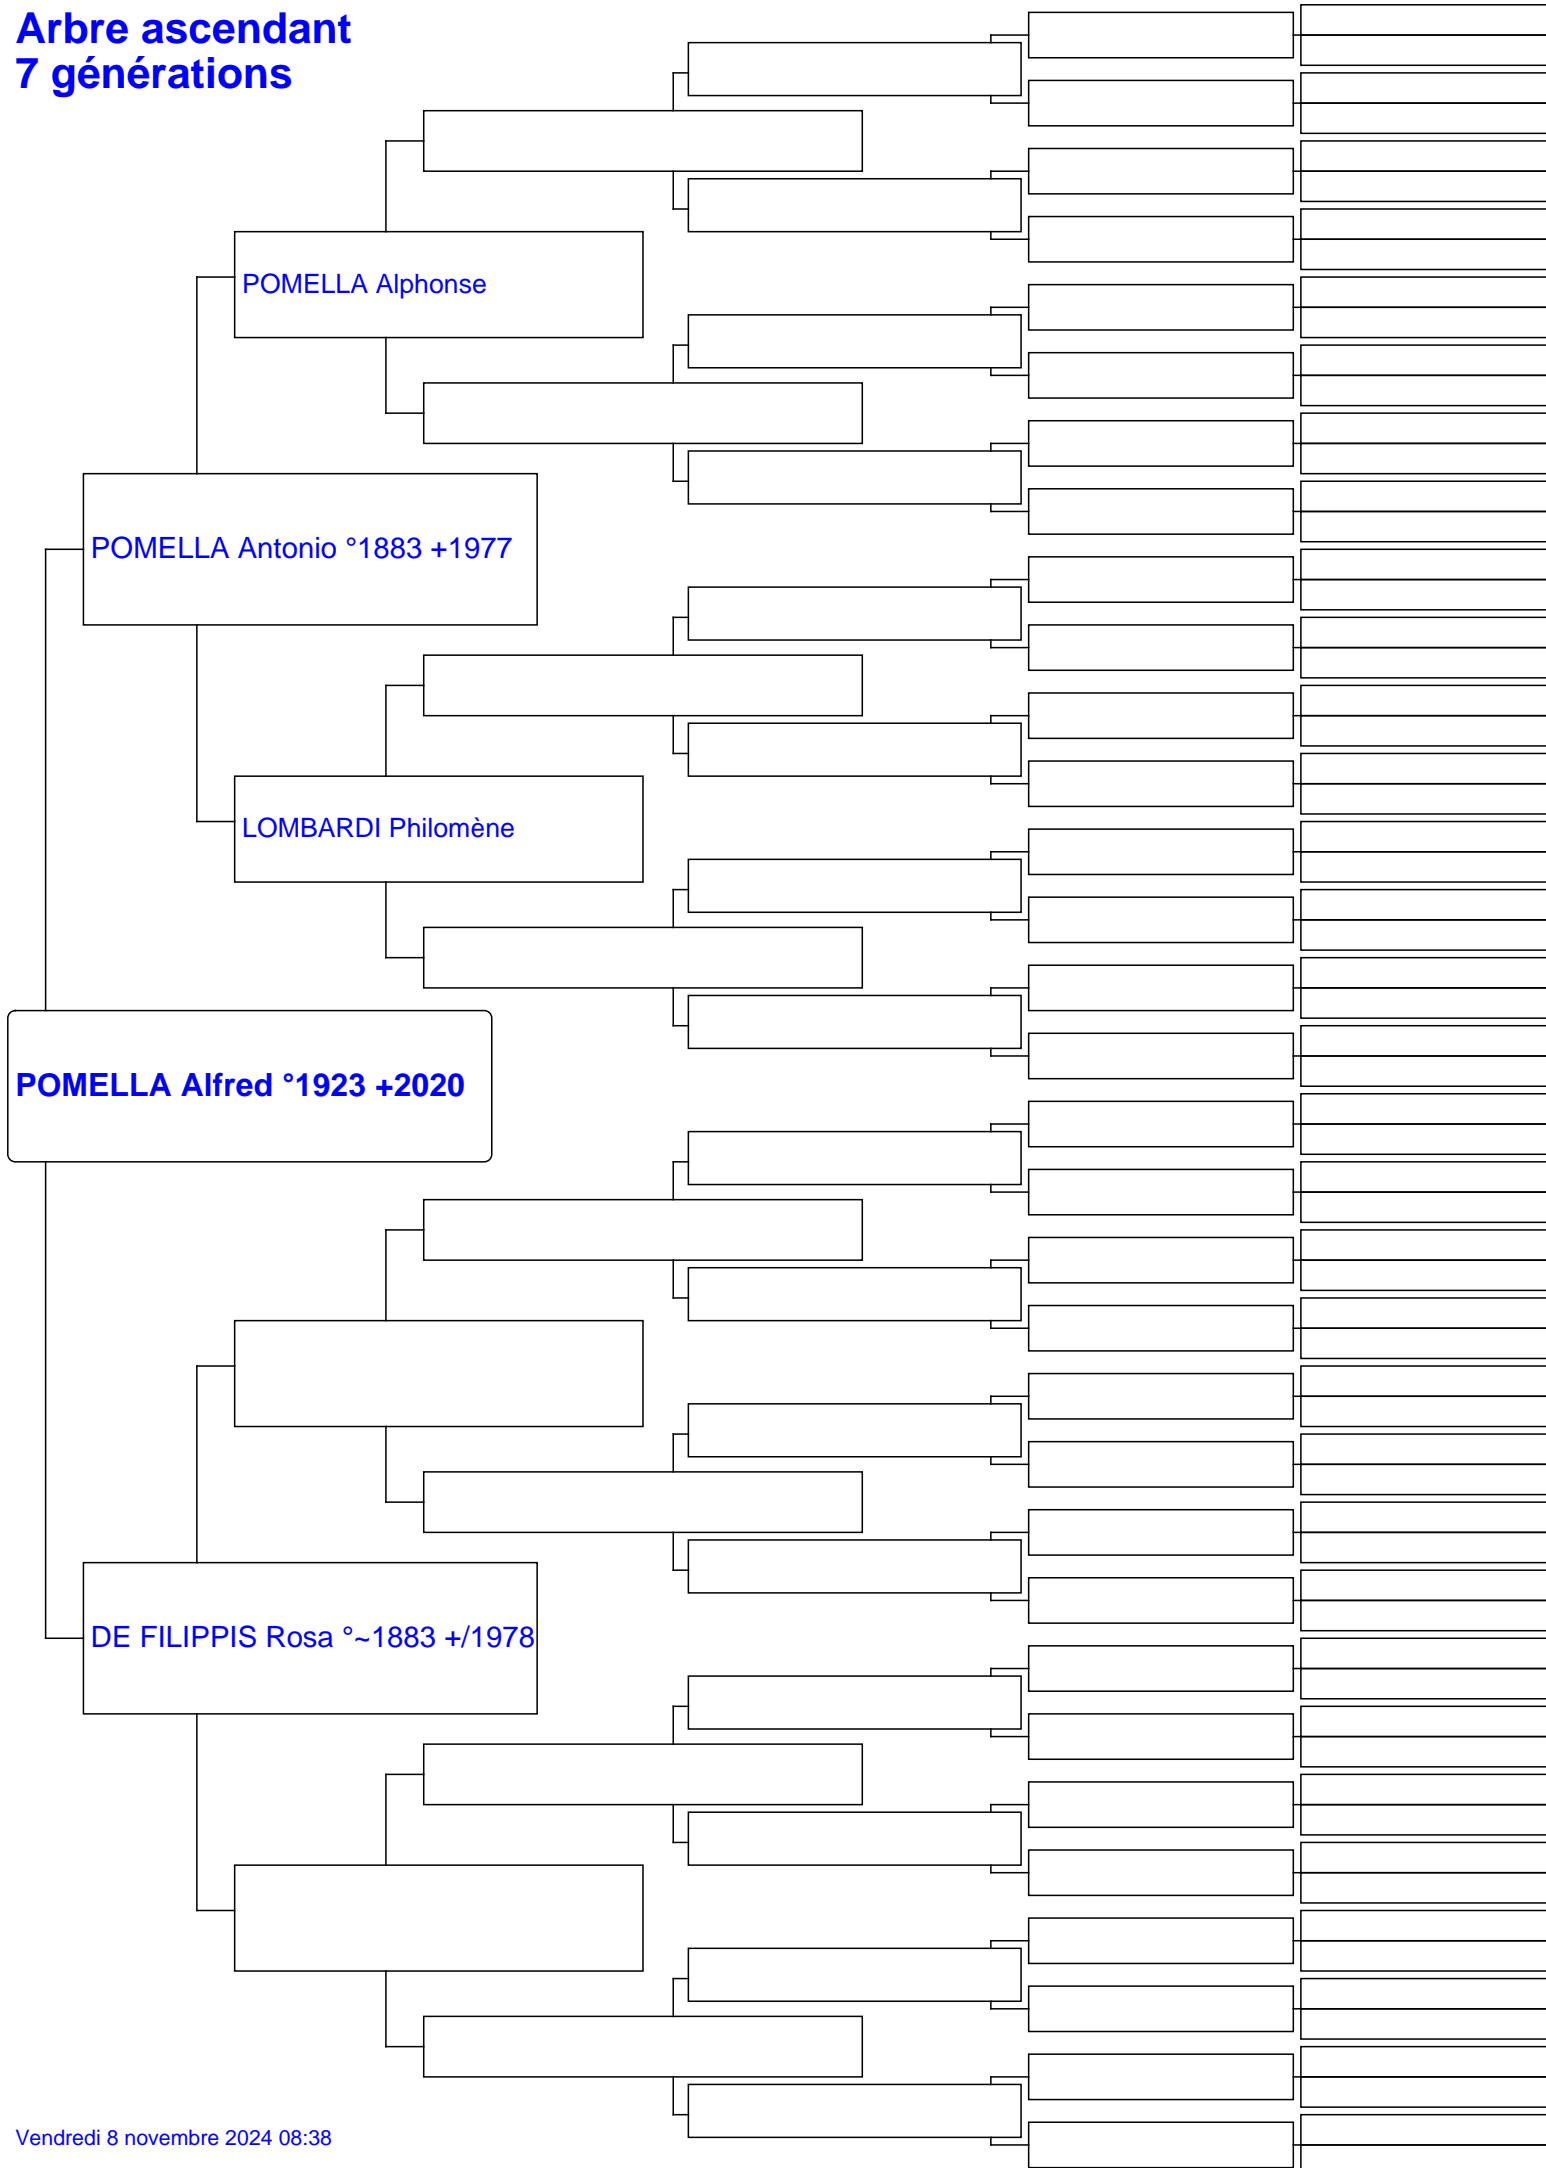 Arbre ascendant
7 générations
POMELLA Alphonse
POMELLA Antonio °1883 +1977
LOMBARDI Philomène
POMELLA Alfred °1923 +2020
DE FILIPPIS Rosa °~1883 +/1978
Vendredi 8 novembre 2024 08:38